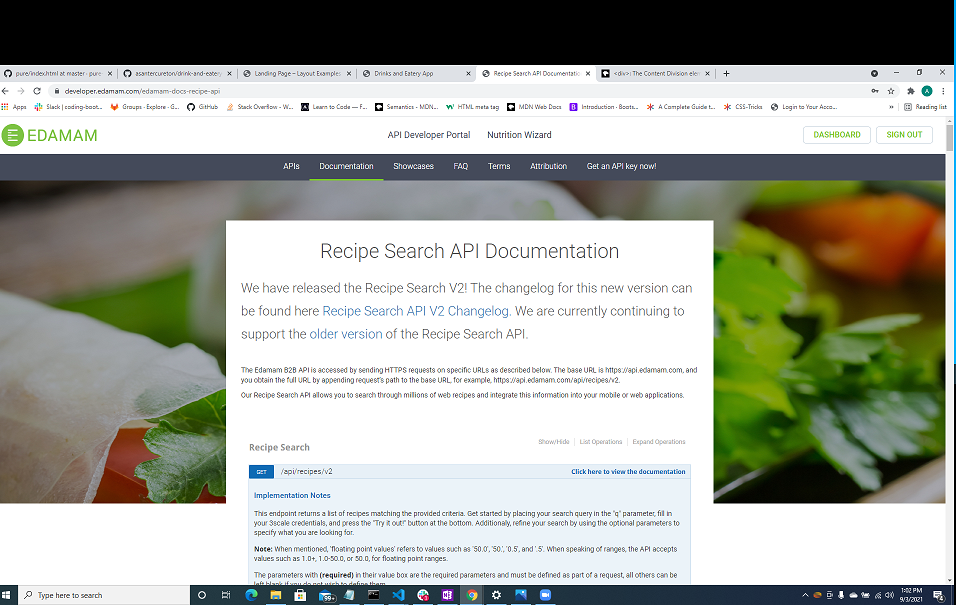 pure/index.html at master · pure
asantercureton/drink-and-eatery
Landing Page – Layout Examples
Drinks and Eatery App
Recipe Search API Documentatio
<div>: The Content Division ele
developer.edamam.com/edamam-docs-recipe-api
Apps
Slack | coding-boot...
Groups · Explore · G...
GitHub
Stack Overflow - W...
Learn to Code — F...
Semantics - MDN...
HTML meta tag
MDN Web Docs
Introduction · Boots...
A Complete Guide t...
CSS-Tricks
Login to Your Acco...
»
Reading list
EDAMAM
API Developer Portal
Nutrition Wizard
DASHBOARD
SIGN OUT
APIs
Documentation
Showcases
FAQ
Terms
Attribution
Get an API key now!
Recipe Search API Documentation
We have released the Recipe Search V2! The changelog for this new version can
be found here Recipe Search API V2 Changelog. We are currently continuing to
support the older version of the Recipe Search API.
The Edamam B2B API is accessed by sending HTTPS requests on specific URLs as described below. The base URL is https://api.edamam.com, and
you obtain the full URL by appending request's path to the base URL, for example, https://api.edamam.com/api/recipes/v2.
Our Recipe Search API allows you to search through millions of web recipes and integrate this information into your mobile or web applications.
Recipe Search
Show/Hide | List Operations | Expand Operations
GET
/api/recipes/v2
Click here to view the documentation
Implementation Notes
This endpoint returns a list of recipes matching the provided criteria. Get started by placing your search query in the "q" parameter, fill in
your 3scale credentials, and press the "Try it out!" button at the bottom. Additionaly, refine your search by using the optional parameters to
specify what you are looking for.
Note: When mentioned, 'floating point values' refers to values such as '50.0', '50.', '0.5', and '.5'. When speaking of ranges, the API accepts
values such as 1.0+, 1.0-50.0, or 50.0, for floating point ranges.
The parameters with (required) in their value box are the required parameters and must be defined as part of a request, all others can be
left blank if you do not wish to define them.
Type here to search
99+
1:02 PM
9/3/2021
4